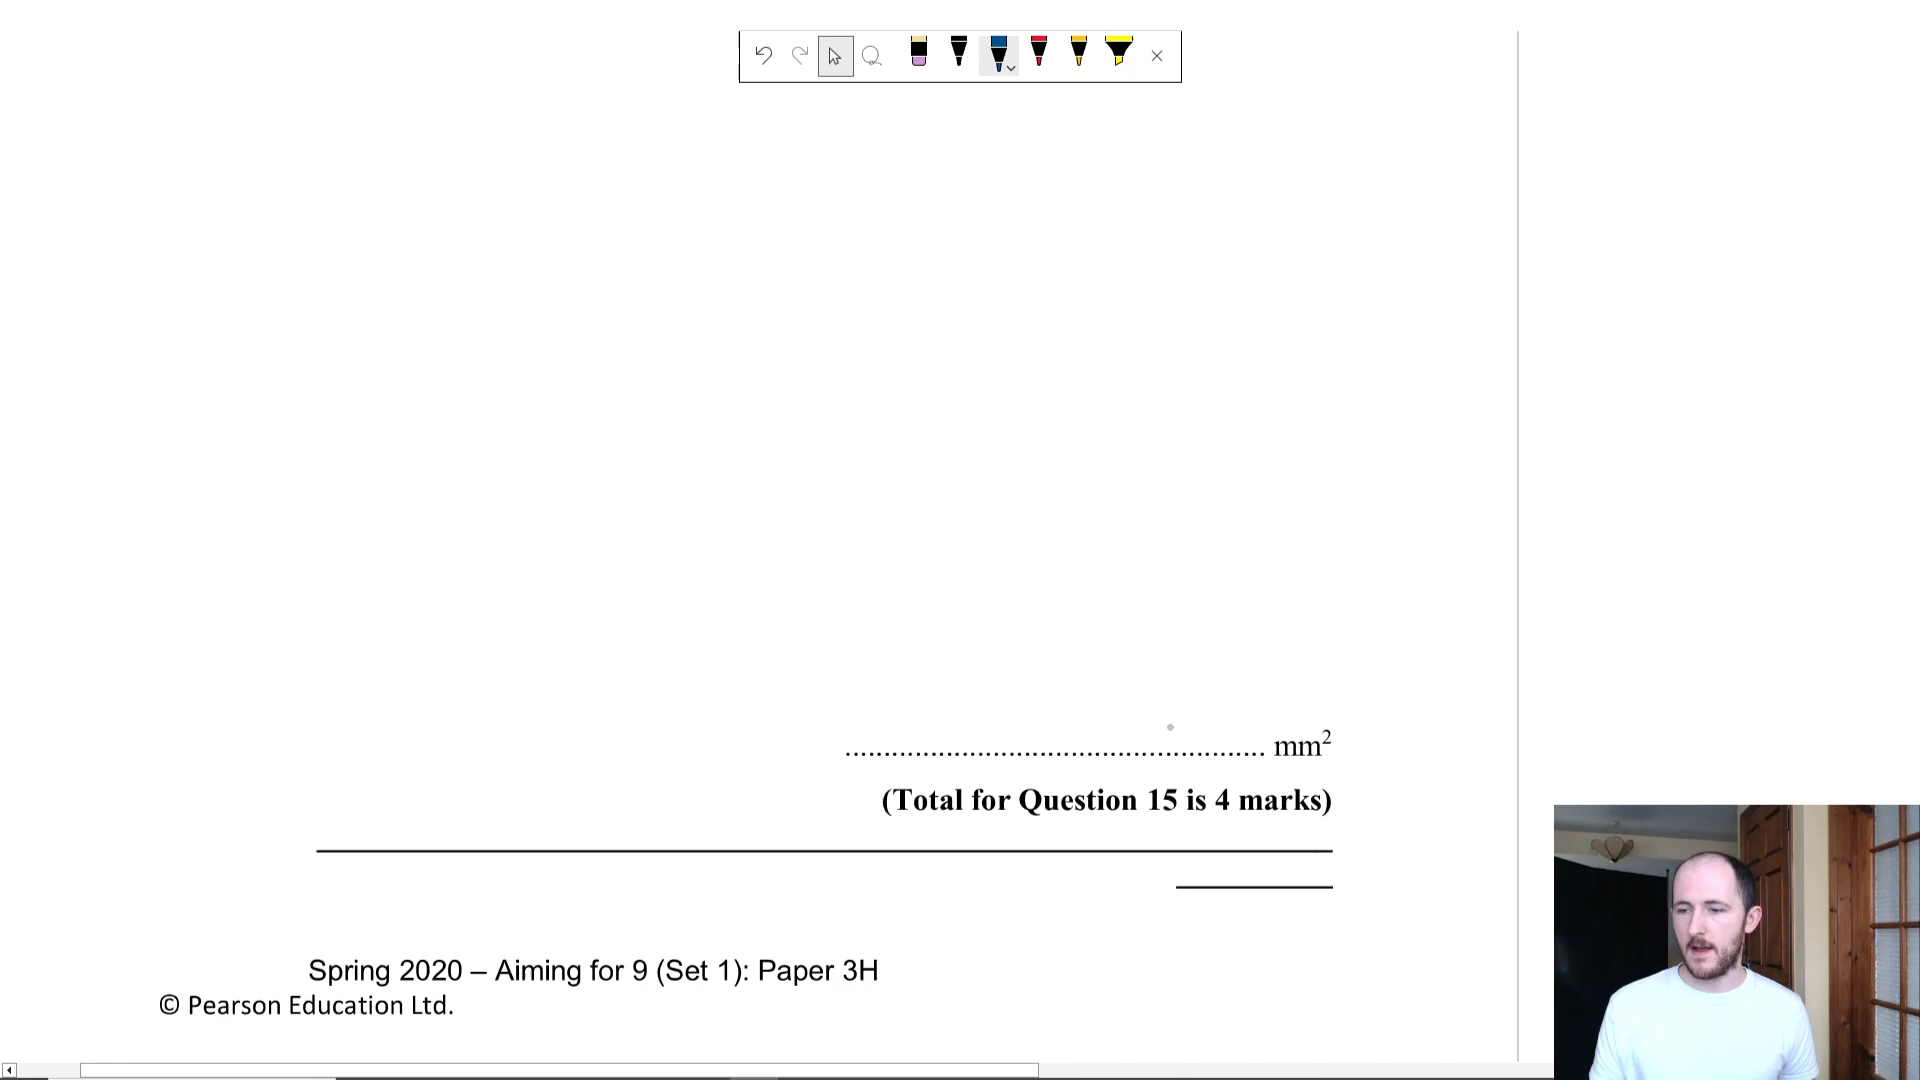 ...................................................... mm²
(Total for Question 15 is 4 marks)
Spring 2020 – Aiming for 9 (Set 1): Paper 3H
© Pearson Education Ltd.